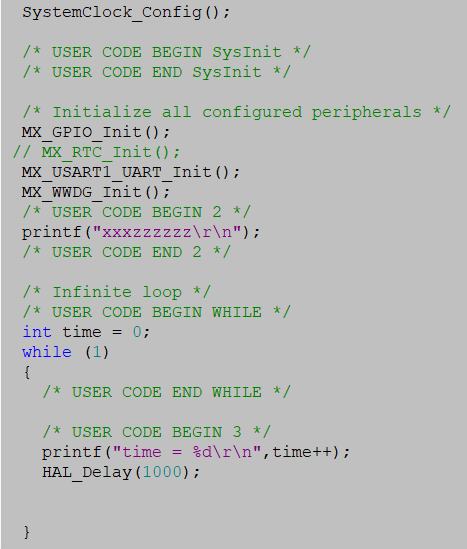 SystemClock_Config();
/* USER CODE BEGIN SysInit */
/* USER CODE END SysInit */
/* Initialize all configured peripherals */
MX_GPIO_Init();
// MX_RTC_Init();
MX_USART1_UART_Init();
MX_WWDG_Init();
/* USER CODE BEGIN 2 */
printf("xxxzzzzzz\r\n");
/* USER CODE END 2 */
/* Infinite loop */
/* USER CODE BEGIN WHILE */
int time = 0;
while (1)
{
/* USER CODE END WHILE */
/* USER CODE BEGIN 3 */
printf("time = %d\r\n",time++);
HAL_Delay(1000);
}